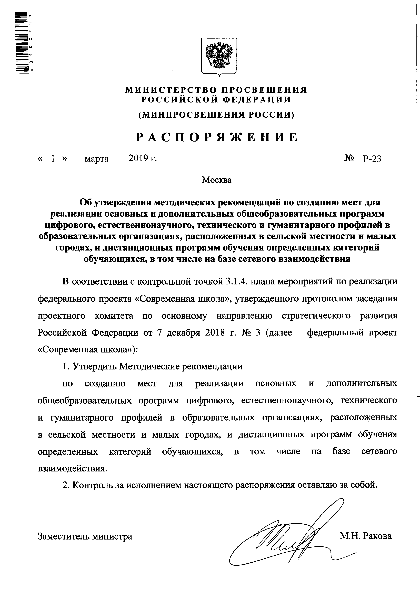 МИНИСТЕРСТВО ПРОСВЕЩЕНИЯ
РОССИЙСКОЙ ФЕДЕРАЦИИ
(МИНПРОСВЕЩЕНИЯ РОССИИ)
РАСПОРЯЖЕНИЕ
« 1 » марта 2019 г. № Р-23
Москва
Об утверждении методических рекомендаций по созданию мест для
реализации основных и дополнительных общеобразовательных программ
цифрового, естественнонаучного, технического и гуманитарного профилей в
образовательных организациях, расположенных в сельской местности и малых
городах, и дистанционных программ обучения определенных категорий
обучающихся, в том числе на базе сетевого взаимодействия
В соответствии с контрольной точкой 3.1.4. плана мероприятий по реализации
федерального проекта «Современная школа», утвержденного протоколом заседания
проектного комитета по основному направлению стратегического развития
Российской Федерации от 7 декабря 2018 г. № 3 (далее федеральный проект
«Современная школа»):
1. Утвердить Методические рекомендации
по создание мест для реализации основных и дополнительных
общеобразовательных программ цифрового, естественнонаучного, технического
и гуманитарного профилей в образовательных организациях, расположенных
в сельской местности и малых городах, и дистанционных программ обучения
определенных категорий обучающихся, в том числе на базе сетевого
взаимодействия.
2. Контроль за исполнением настоящего распоряжения оставляю за собой.
Заместитель министра М.Н. Ракова